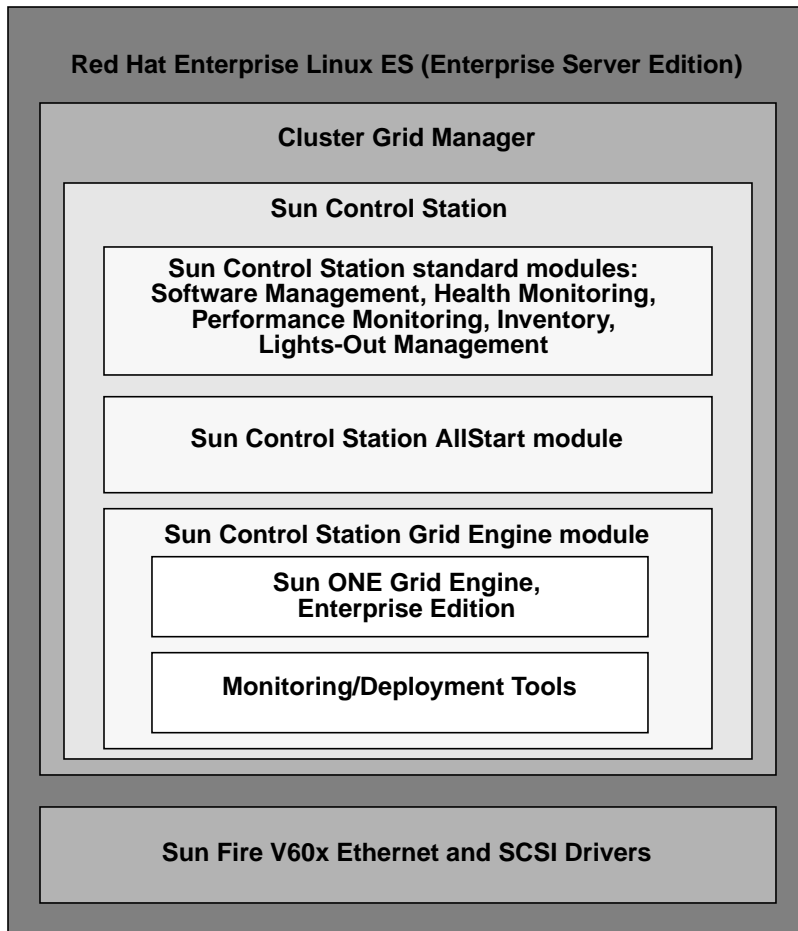 Red Hat Enterprise Linux ES (Enterprise Server Edition)
Cluster Grid Manager
Sun Control Station
Sun Control Station standard modules:
Software Management, Health Monitoring,
Performance Monitoring, Inventory,
Lights-Out Management
Sun Control Station AllStart module
Sun Control Station Grid Engine module
Sun ONE Grid Engine,
Enterprise Edition
Monitoring/Deployment Tools
Sun Fire V60x Ethernet and SCSI Drivers